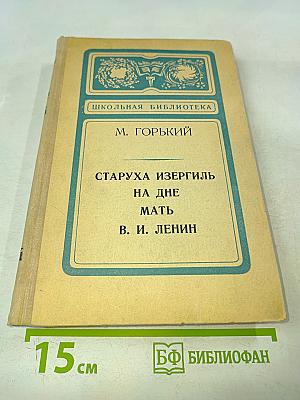 ШКОЛЬНАЯ БИБЛИОТЕКА
М. ГОРЬКИЙ
СТАРУХА ИЗЕРГИЛЬ
НА ДНЕ
МАТЬ
В. И. ЛЕНИН
15 см
БФ БИБЛИОФАН